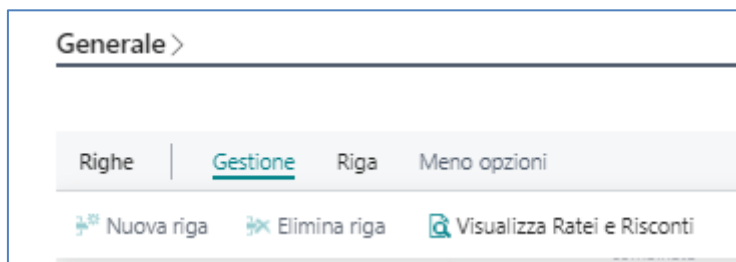 Generale >
Righe | Gestione Riga Meno opzioni
Nuova riga Elimina riga Visualizza Ratei e Risconti